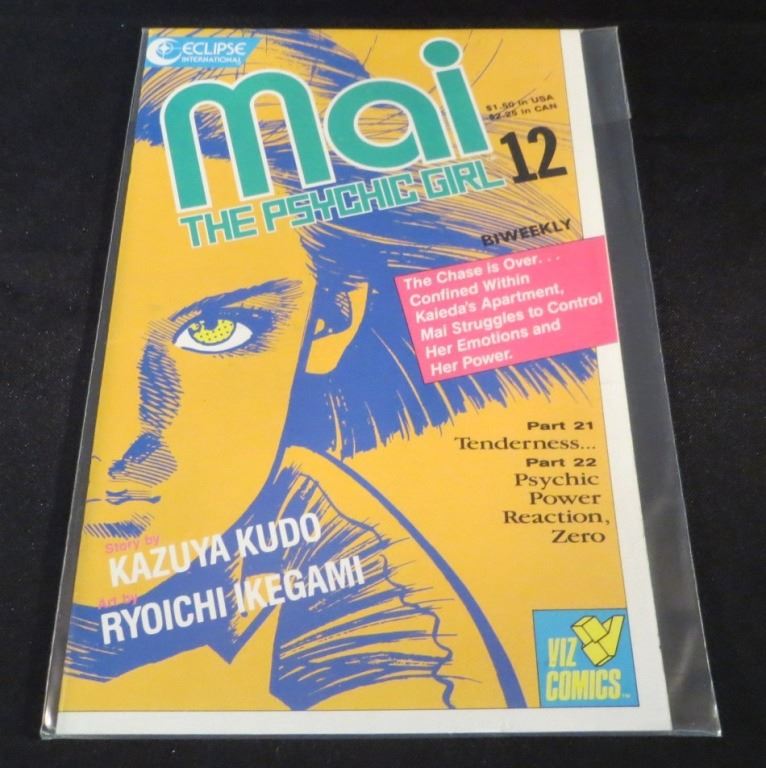 ECLIPSE
INTERNATIONAL
mai
THE PSYCHIC GIRL
$1.50 in USA
$2.25 in CAN
12
BIWEEKLY
The Chase is Over...
Confined Within
Kaieda's Apartment,
Mai Struggles to Control
Her Emotions and
Her Power.
Part 21
Tenderness...
Part 22
Psychic
Power
Reaction,
Zero
Story by
KAZUYA KUDO
Art by
RYOICHI IKEGAMI
VIZ
COMICS™